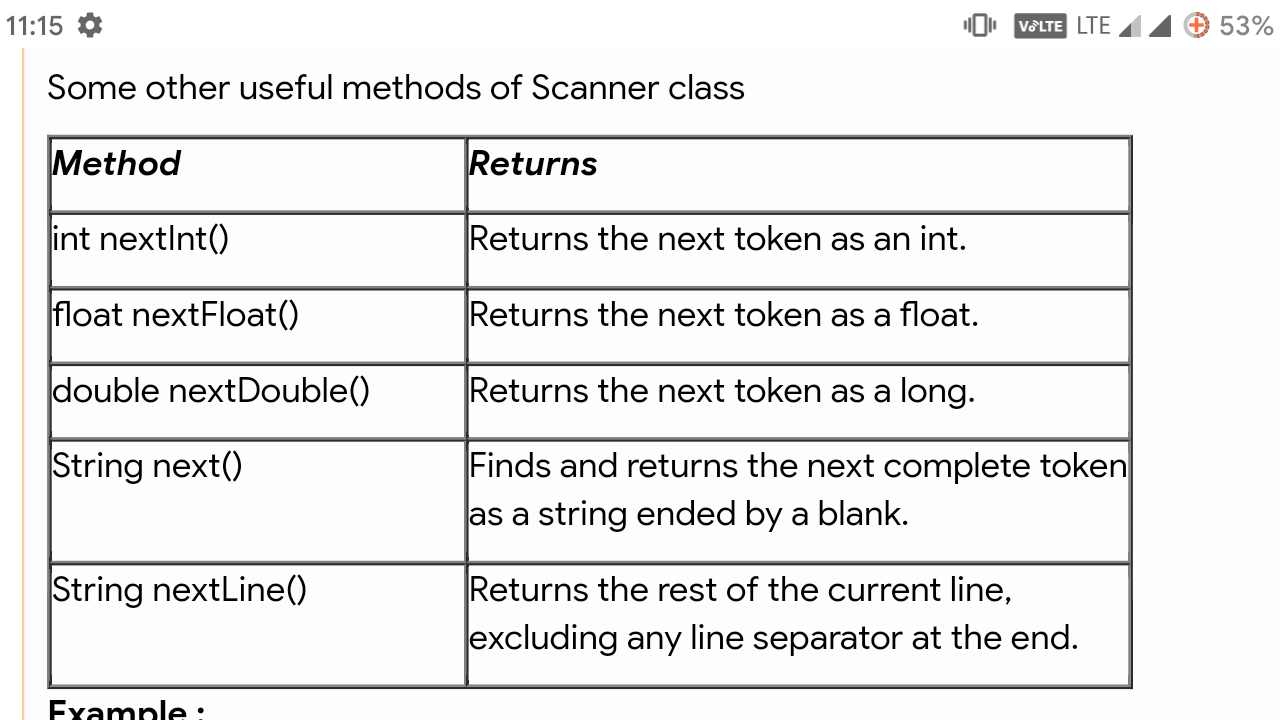 11:15 VoLTE LTE 53%
Some other useful methods of Scanner class
Method Returns
int nextInt() Returns the next token as an int.
float nextFloat() Returns the next token as a float.
double nextDouble() Returns the next token as a long.
String next() Finds and returns the next complete token
as a string ended by a blank.
String nextLine() Returns the rest of the current line,
excluding any line separator at the end.
Example :